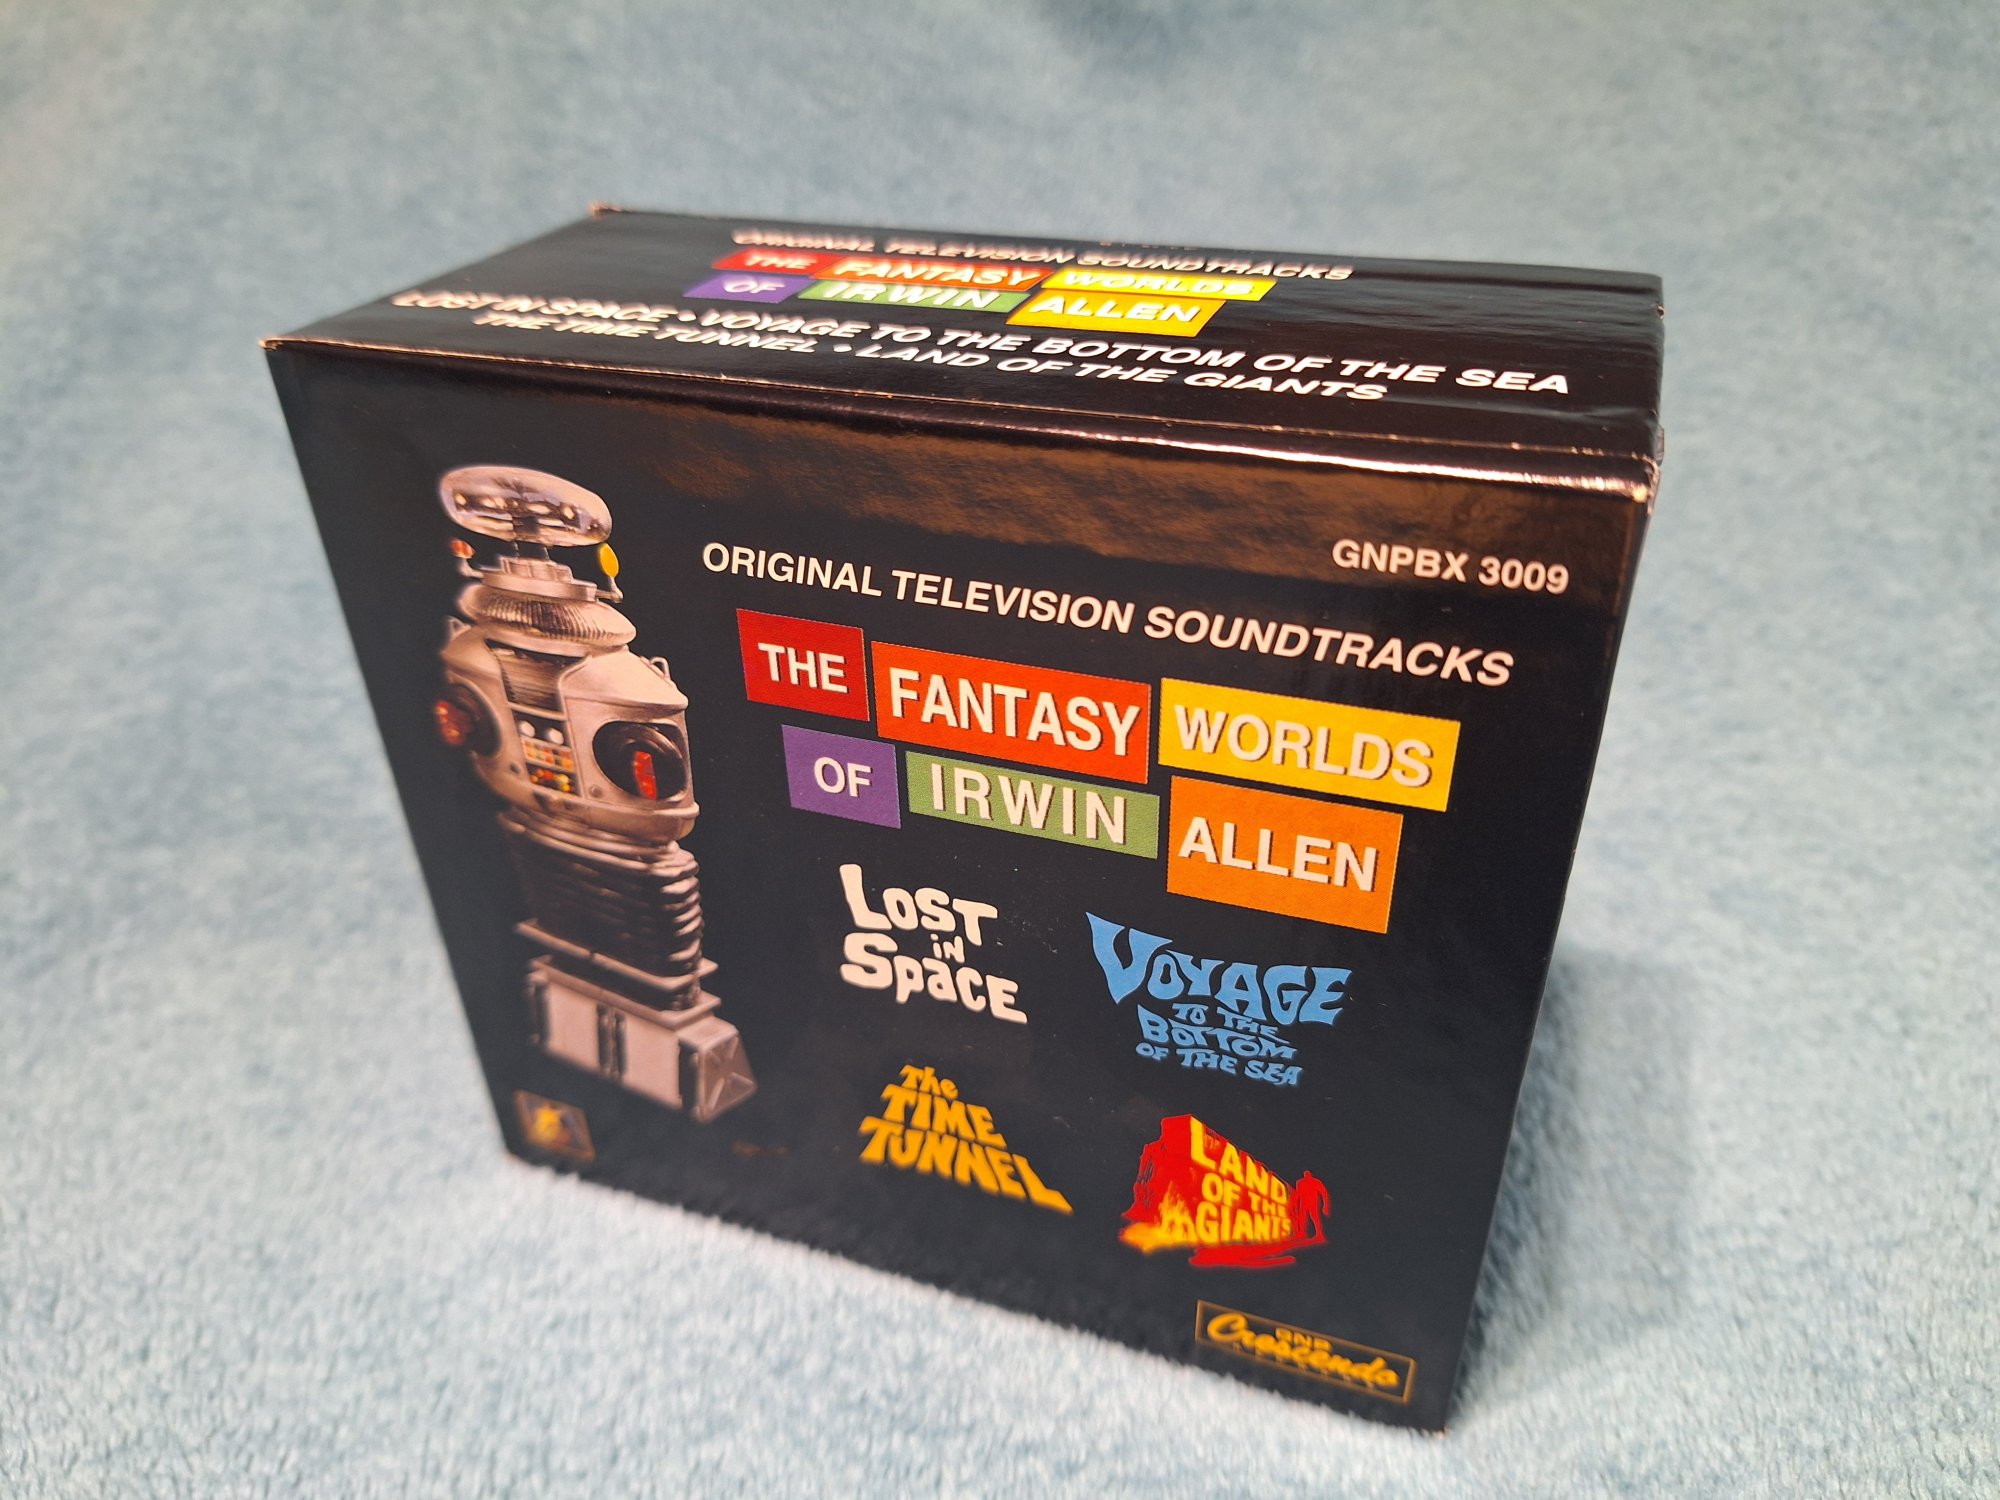 ORIGINAL TELEVISION SOUNDTRACKS
THE FANTASY WORLDS
OF IRWIN ALLEN
LOST IN SPACE • VOYAGE TO THE BOTTOM OF THE SEA
THE TIME TUNNEL • LAND OF THE GIANTS
GNPBX 3009
ORIGINAL TELEVISION SOUNDTRACKS
THE FANTASY WORLDS
OF IRWIN ALLEN
LOST
IN
SPACE
VOYAGE
TO THE
BOTTOM
OF THE SEA
The
TIME
TUNNEL
LAND
OF THE
GIANTS
GNP
Crescendo